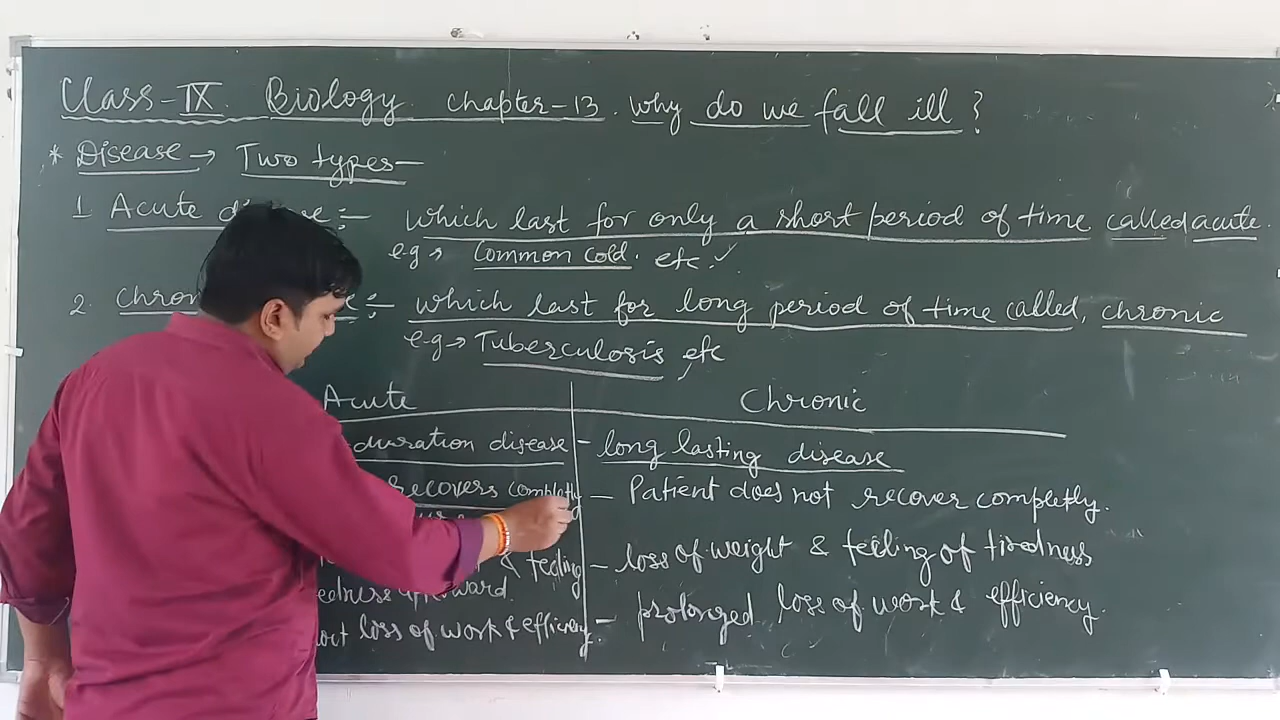 Class-IX. Biology. chapter-13. why do we fall ill ?
* Disease → Two types—
1 Acute :- which last for only a short period of time called acute.
e.g → Common cold. etc. ✓
2. :- which last for long period of time called, chronic
e.g → Tuberculosis etc
Acute Chronic
duration disease - long lasting disease
recovers completly — Patient does not recover completly.
& feeling — loss of weight & feeling of tiredness
loss of work & efficiency. — prolonged loss of work & efficiency.